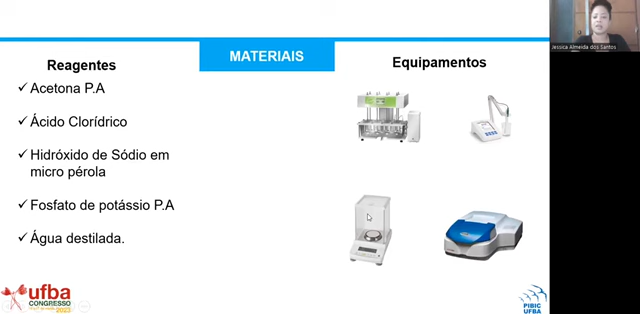 MATERIAIS
Reagentes
✓ Acetona P.A
✓ Ácido Clorídrico
✓ Hidróxido de Sódio em
micro pérola
✓ Fosfato de potássio P.A
✓ Água destilada.
Equipamentos
ufba
CONGRESSO
2023
PIBIC
UFBA
Jessica Almeida dos Santos